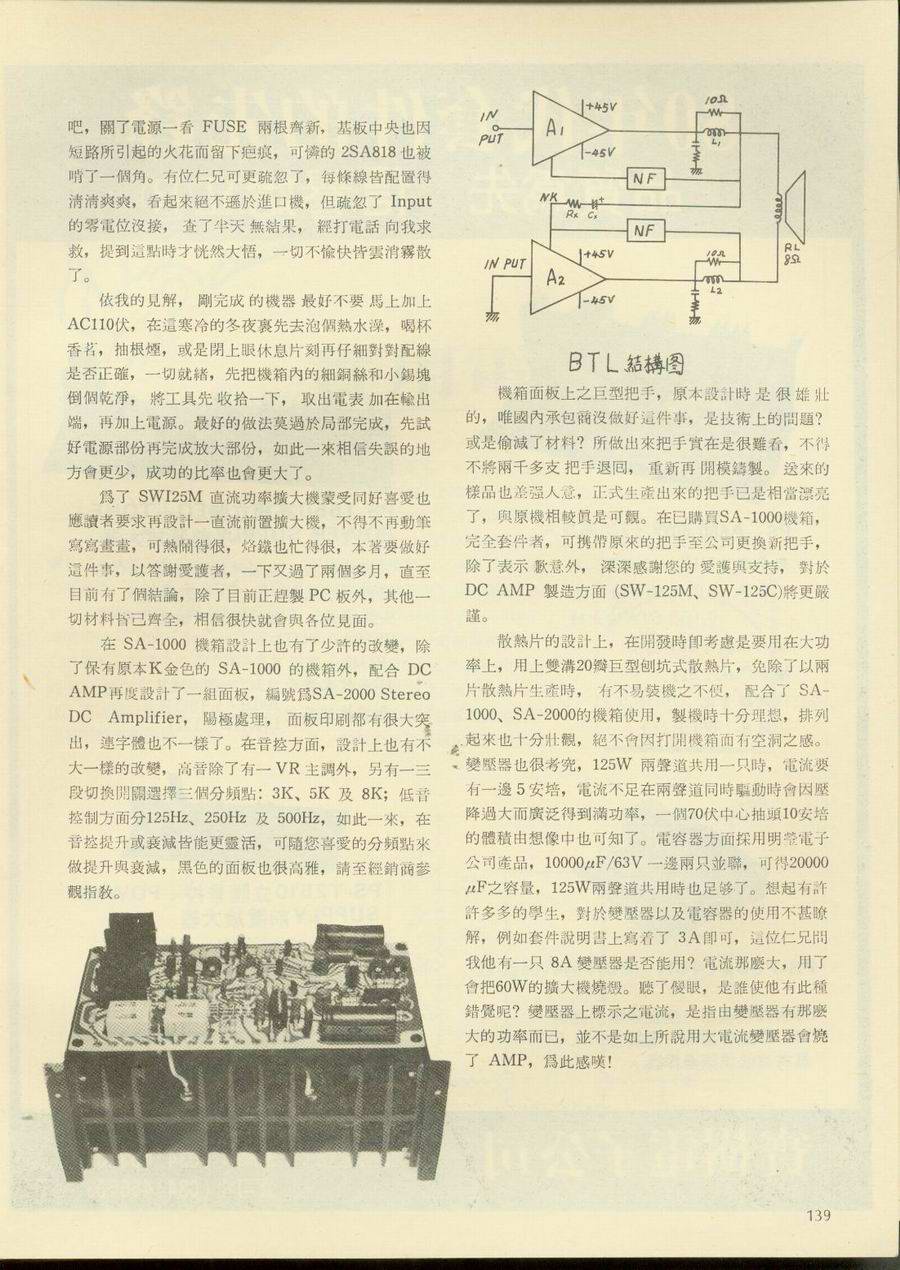 吧，關了電源一看 FUSE 兩根齊新，基板中央也因
短路所引起的火花而留下疤痕，可憐的 2SA818 也被
啃了一個角。有位仁兄可更疏忽了，每條線皆配置得
清清爽爽，看起來絕不遜於進口機，但疏忽了 Input
的零電位沒接，查了半天無結果，經打電話向我求
救，提到這點時才恍然大悟，一切不愉快皆雲消霧散
了。
依我的見解，剛完成的機器最好不要馬上加上
AC110伏，在這寒冷的冬夜裏先去泡個熱水澡，喝杯
香茗，抽根煙，或是閉上眼休息片刻再仔細對對配線
是否正確，一切就緒，先把機箱內的細銅絲和小錫塊
倒個乾淨，將工具先收拾一下，取出電表加在輸出
端，再加上電源。最好的做法莫過於局部完成，先試
好電源部份再完成放大部份，如此一來相信失誤的地
方會更少，成功的比率也會更大了。
爲了 SW125M 直流功率擴大機蒙受同好喜愛也
應讀者要求再設計一直流前置擴大機，不得不再動筆
寫寫畫畫，可熱鬧得很，烙鐵也忙得很，本著要做好
這件事，以答謝愛護者，一下又過了兩個多月，直至
目前有了個結論，除了目前正趕製 PC 板外，其他一
切材料皆已齊全，相信很快就會與各位見面。
在 SA-1000 機箱設計上也有了少許的改變，除
了保有原本K金色的 SA-1000 的機箱外，配合 DC
AMP再度設計了一組面板，編號爲SA-2000 Stereo
DC Amplifier，陽極處理，面板印刷都有很大突
出，連字體也不一樣了。在音控方面，設計上也有不
大一樣的改變，高音除了有一 VR 主調外，另有一三
段切換開關選擇三個分頻點：3K、5K 及 8K；低音
控制方面分125Hz、250Hz 及 500Hz，如此一來，在
音控提升或衰減皆能更靈活，可隨您喜愛的分頻點來
做提升與衰減，黑色的面板也很高雅，請至經銷商參
觀指教。
IN
PUT
A1
+45V
-45V
10Ω
L1
NF
NK
Rx
Cx
+
NF
IN PUT
A2
+45V
-45V
10Ω
L2
RL
8Ω
BTL 結構图
機箱面板上之巨型把手，原本設計時是很雄壯
的，唯國內承包商沒做好這件事，是技術上的問題？
或是偷減了材料？所做出來把手實在是很難看，不得
不將兩千多支把手退回，重新再開模鑄製。送來的
樣品也差强人意，正式生產出來的把手已是相當漂亮
了，與原機相較眞是可觀。在已購買SA-1000機箱，
完全套件者，可携帶原來的把手至公司更換新把手，
除了表示歉意外，深深感謝您的愛護與支持，對於
DC AMP 製造方面 (SW-125M、SW-125C)將更嚴
謹。
散熱片的設計上，在開發時卽考慮是要用在大功
率上，用上雙溝20瓣巨型刨坑式散熱片，免除了以兩
片散熱片生產時，有不易裝機之不便，配合了 SA-
1000、SA-2000的機箱使用，製機時十分理想，排列
起來也十分壯觀，絕不會因打開機箱而有空洞之感。
變壓器也很考究，125W 兩聲道共用一只時，電流要
有一邊 5 安培，電流不足在兩聲道同時驅動時會因壓
降過大而廣泛得到滿功率，一個70伏中心抽頭10安培
的體積由想像中也可知了。電容器方面採用明瑩電子
公司產品，10000μF/63V 一邊兩只並聯，可得20000
μF之容量，125W兩聲道共用時也足够了。想起有許
許多多的學生，對於變壓器以及電容器的使用不甚瞭
解，例如套件說明書上寫着了 3A卽可，這位仁兄問
我他有一只 8A 變壓器是否能用？電流那麽大，用了
會把60W的擴大機燒燬。聽了儍眼，是誰使他有此種
錯覺呢？變壓器上標示之電流，是指由變壓器有那麽
大的功率而已，並不是如上所說用大電流變壓器會燒
了 AMP，爲此感嘆！
139